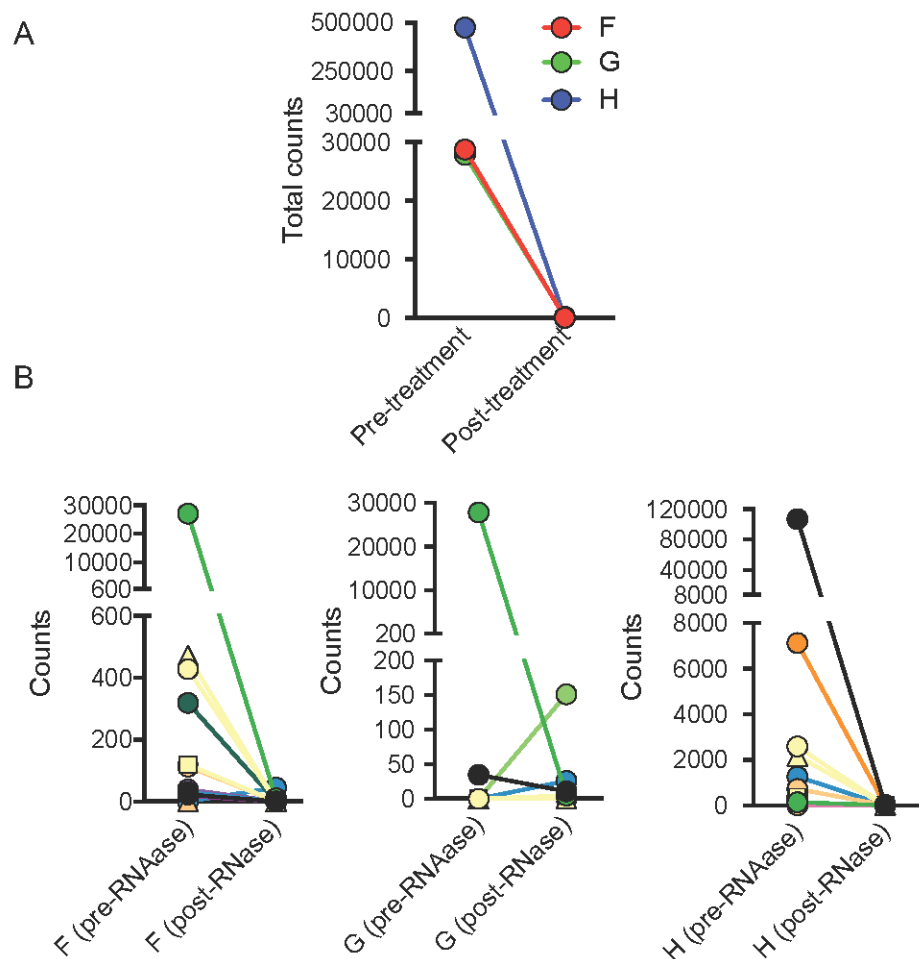 A
Total counts
500000
250000
30000
30000
20000
10000
0
F
G
H
Pre-treatment
Post-treatment
B
Counts
30000
20000
10000
600
600
400
200
0
F (pre-RNAase)
F (post-RNase)
Counts
30000
10000
200
200
150
100
50
0
G (pre-RNAase)
G (post-RNase)
Counts
120000
80000
40000
8000
8000
6000
4000
2000
0
H (pre-RNAase)
H (post-RNase)